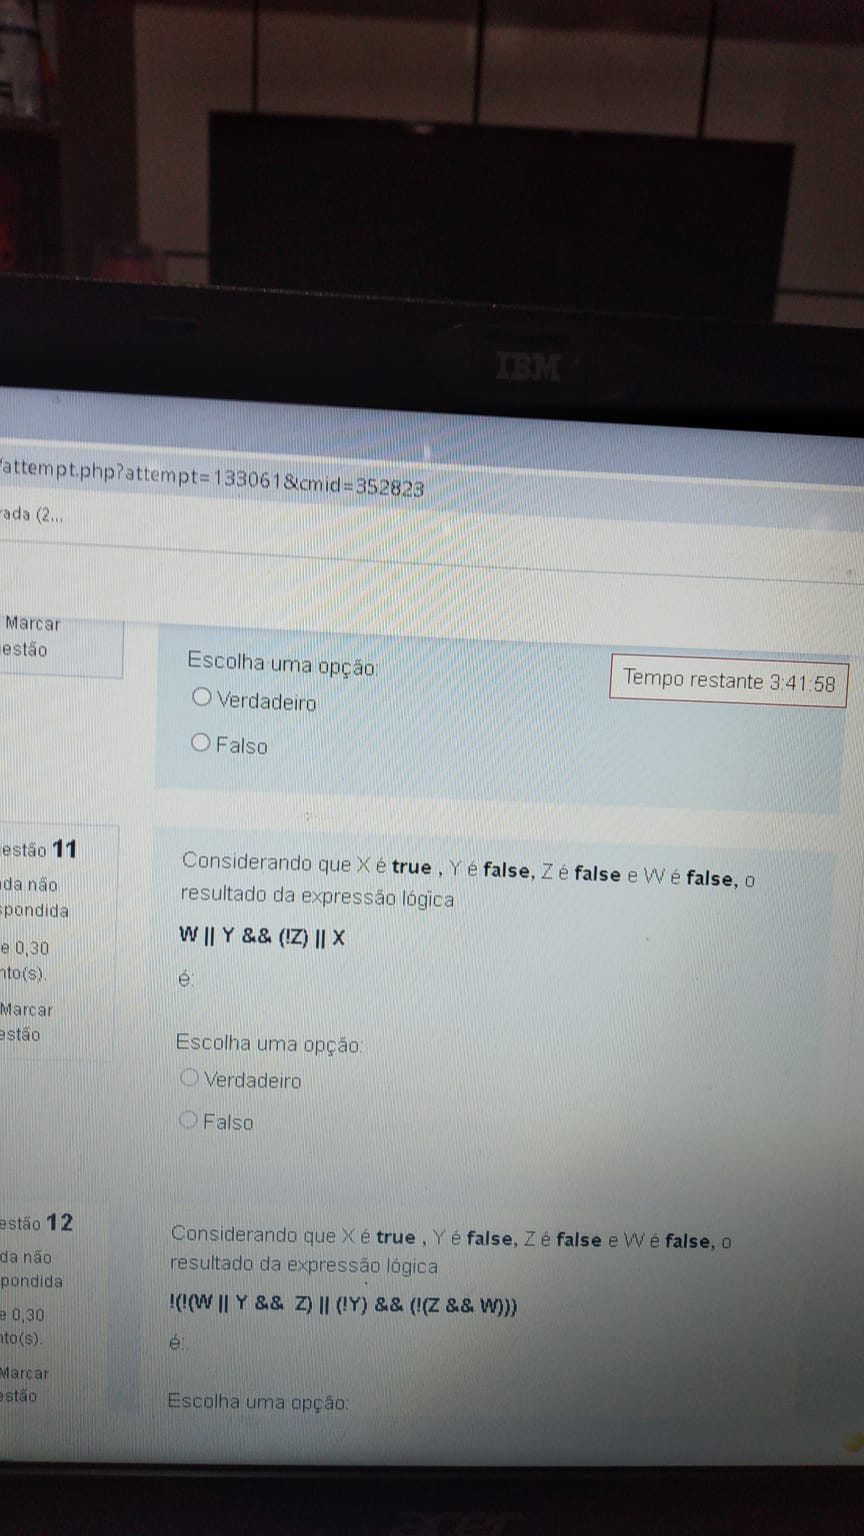 IBM
/attempt.php?attempt=133061&cmid=352823
rada (2...
Marcar
estão
Escolha uma opção:
Tempo restante 3:41:58
Verdadeiro
Falso
estão 11
da não
spondida
e 0,30
nto(s).
Marcar
estão
Considerando que X é true , Y é false, Z é false e W é false, o
resultado da expressão lógica
W || Y && (!Z) || X
é:
Escolha uma opção:
Verdadeiro
Falso
estão 12
da não
pondida
e 0,30
nto(s).
Marcar
estão
Considerando que X é true , Y é false, Z é false e W é false, o
resultado da expressão lógica
!(!(W || Y && Z) || (!Y) && (!(Z && W)))
é:
Escolha uma opção:
acer